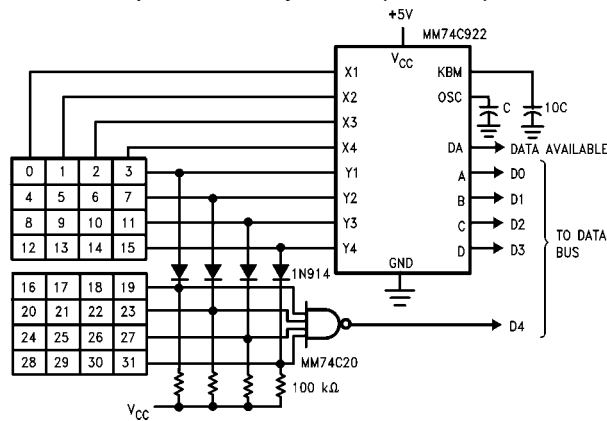 +5V
MM74C922
VCC
X1
KBM
X2
OSC
C
10C
X3
X4
DA
DATA AVAILABLE
0 1 2 3
Y1
A
D0
4 5 6 7
Y2
B
D1
8 9 10 11
Y3
C
D2
12 13 14 15
Y4
D
D3
TO DATA
BUS
GND
1N914
16 17 18 19
20 21 22 23
D4
24 25 26 27
28 29 30 31
MM74C20
100 kΩ
VCC